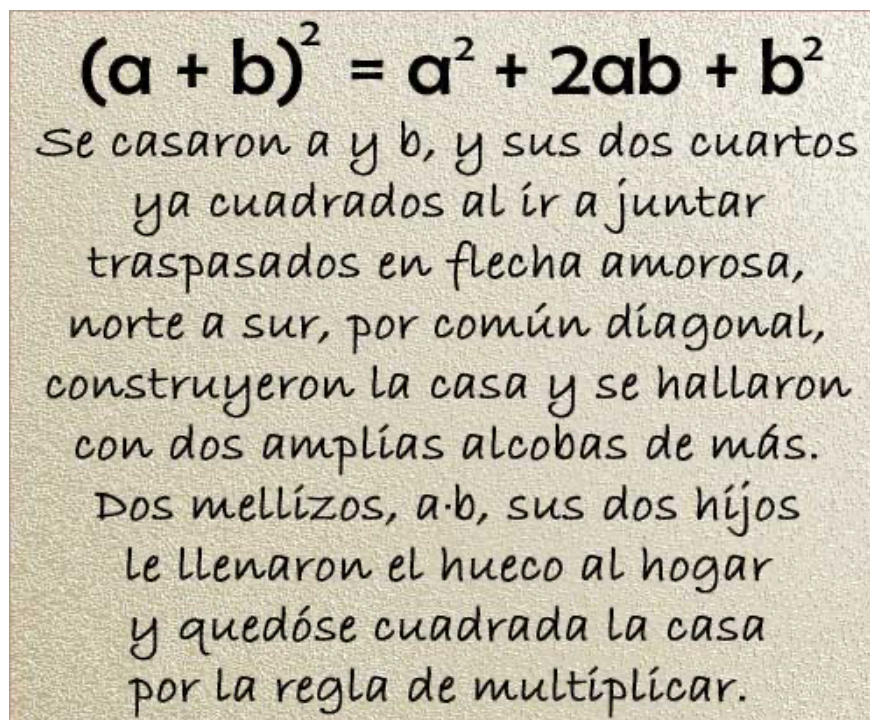 (a + b)² = a² + 2ab + b²
Se casaron a y b, y sus dos cuartos
ya cuadrados al ir a juntar
traspasados en flecha amorosa,
norte a sur, por común diagonal,
construyeron la casa y se hallaron
con dos amplias alcobas de más.
Dos mellizos, a·b, sus dos hijos
le llenaron el hueco al hogar
y quedóse cuadrada la casa
por la regla de multiplicar.